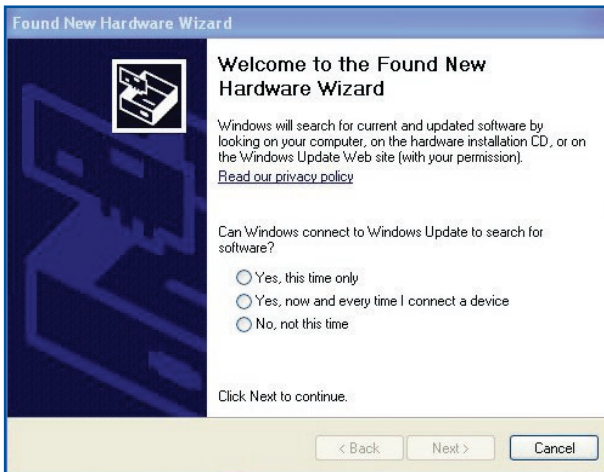 Found New Hardware Wizard
Welcome to the Found New
Hardware Wizard
Windows will search for current and updated software by
looking on your computer, on the hardware installation CD, or on
the Windows Update Web site (with your permission).
Read our privacy policy
Can Windows connect to Windows Update to search for
software?
Yes, this time only
Yes, now and every time I connect a device
No, not this time
Click Next to continue.
< Back
Next >
Cancel